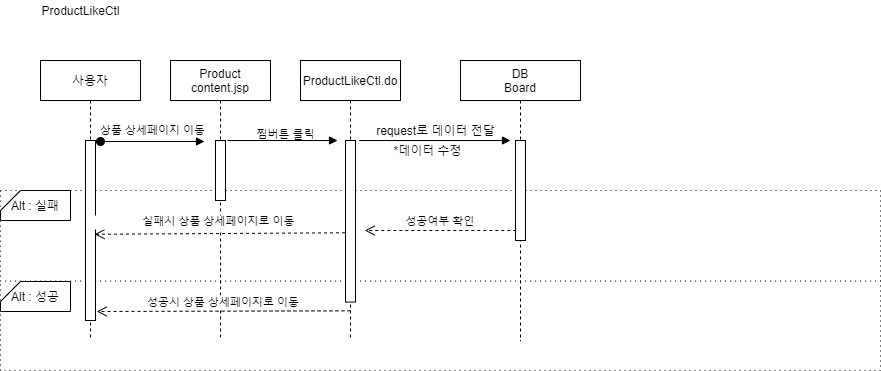 ProductLikeCtl
사용자
Product
content.jsp
ProductLikeCtl.do
DB
Board
상품 상세페이지 이동
찜버튼 클릭
request로 데이터 전달
*데이터 수정
Alt : 실패
실패시 상품 상세페이지로 이동
성공여부 확인
Alt : 성공
성공시 상품 상세페이지로 이동